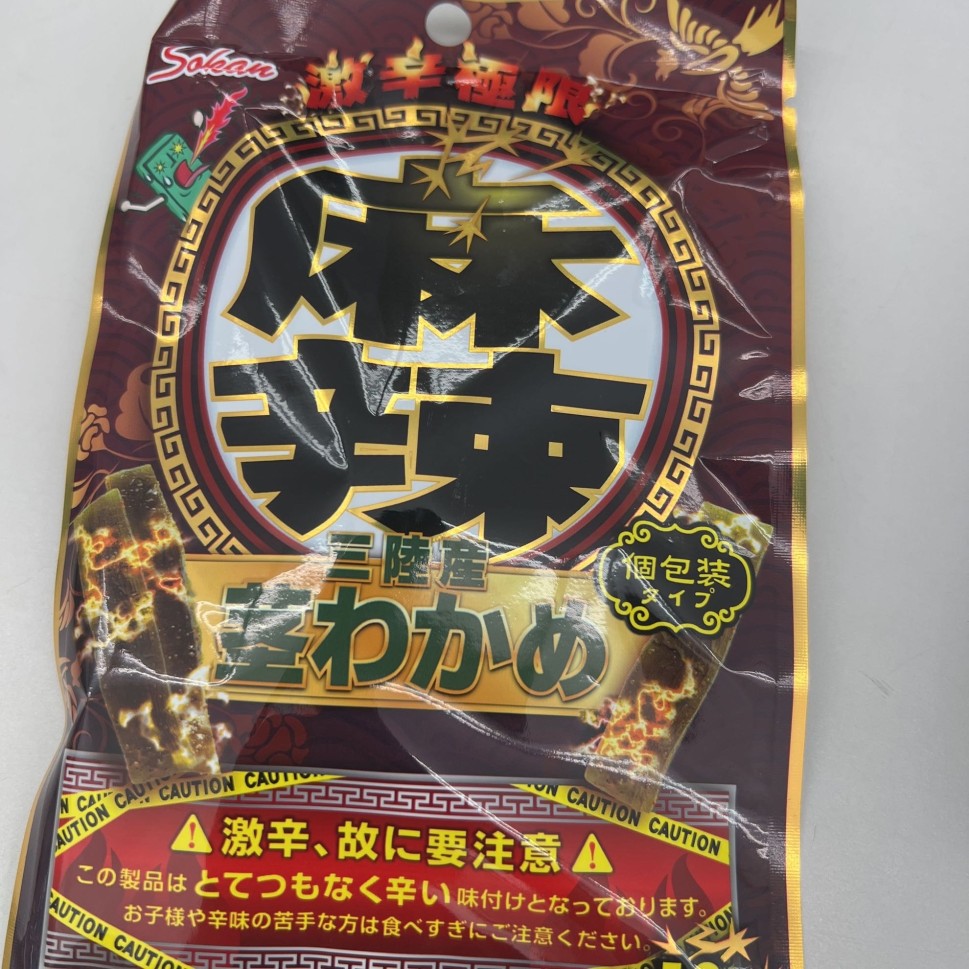 Sokan
激辛極限
麻
辣
三陸産
茎わかめ
個包装
タイプ
CAUTION CAUTION
CAUTION CAUTION
CAUTION
CAUTION
⚠激辛、故に要注意⚠
この製品はとてつもなく辛い味付けとなっております。
お子様や辛味の苦手な方は食べすぎにご注意ください。
CAUTION
CAUTION